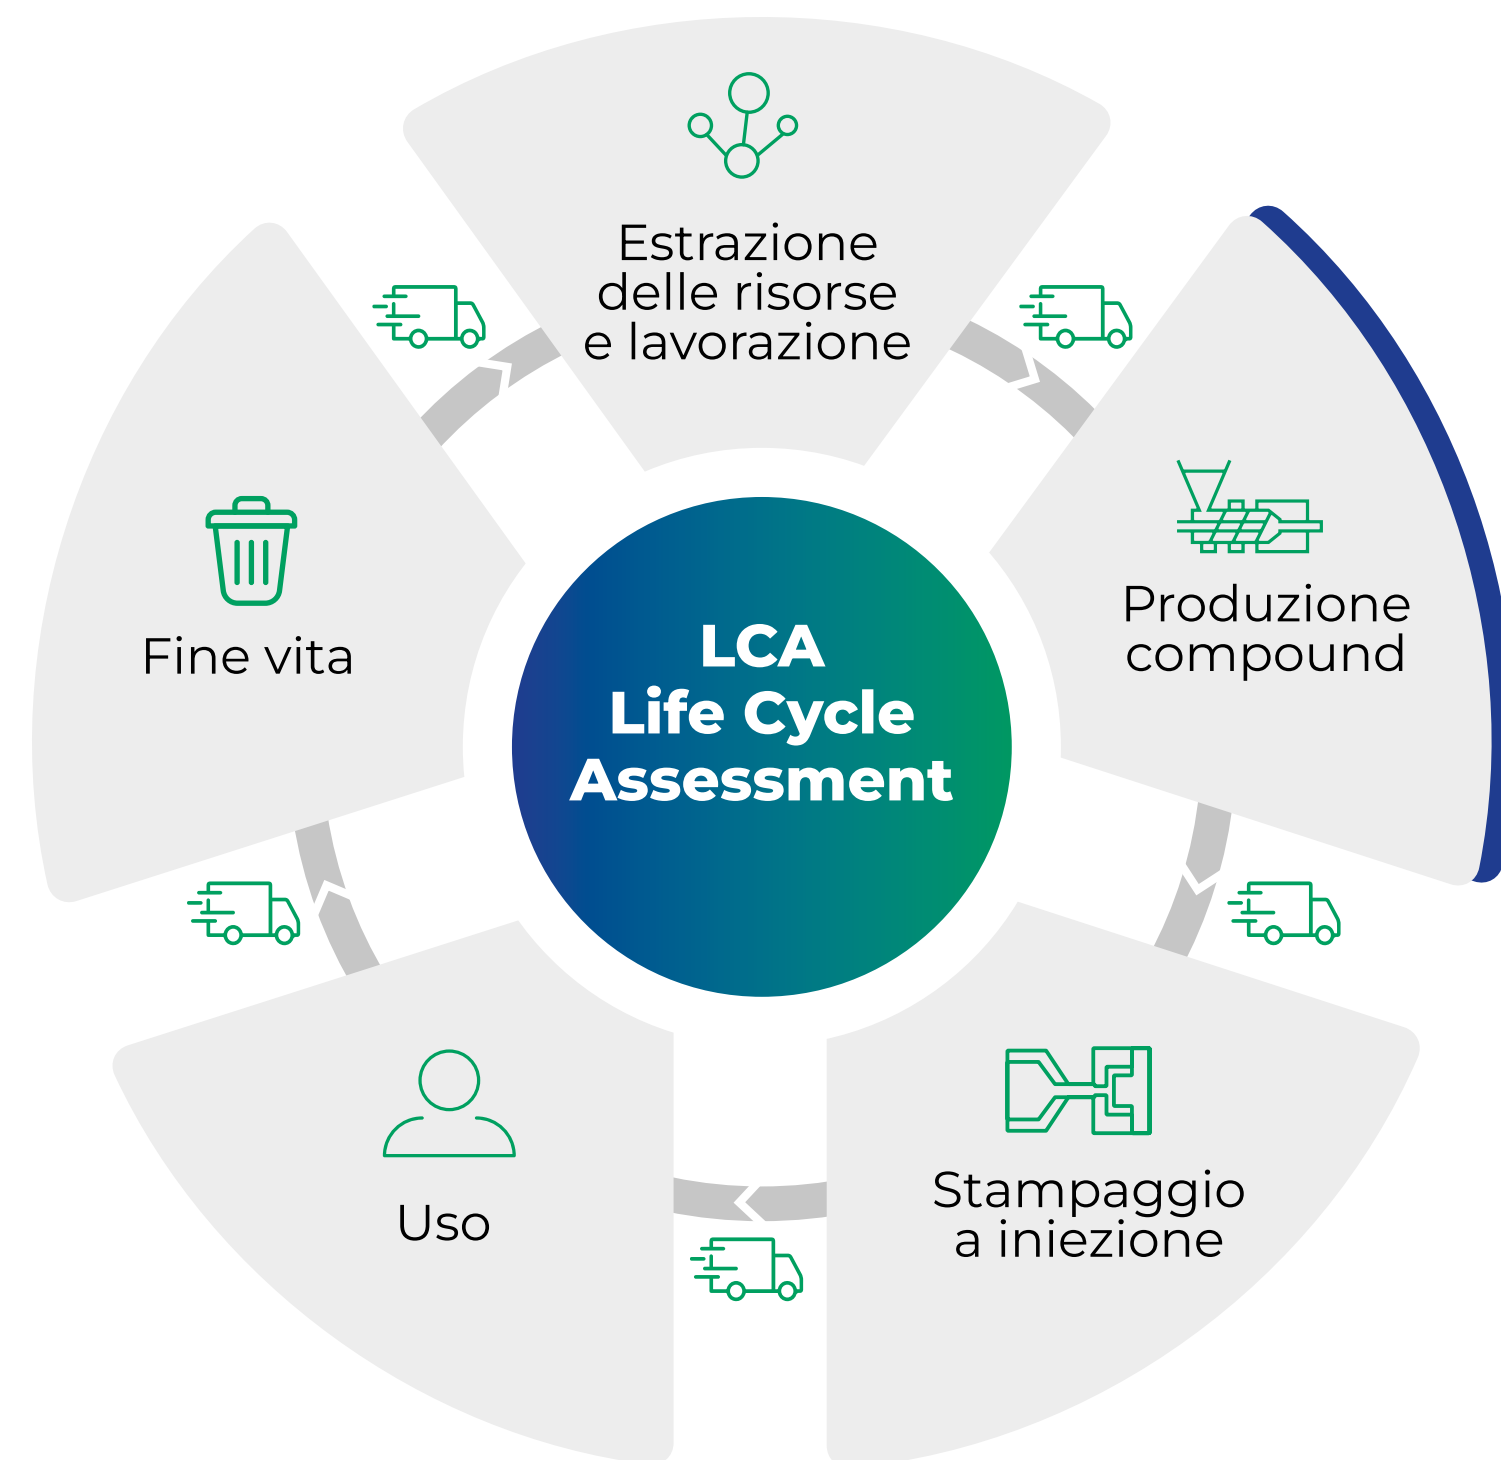 Estrazione
delle risorse
e lavorazione
Produzione
compound
Fine vita
LCA
Life Cycle
Assessment
Stampaggio
a iniezione
Uso